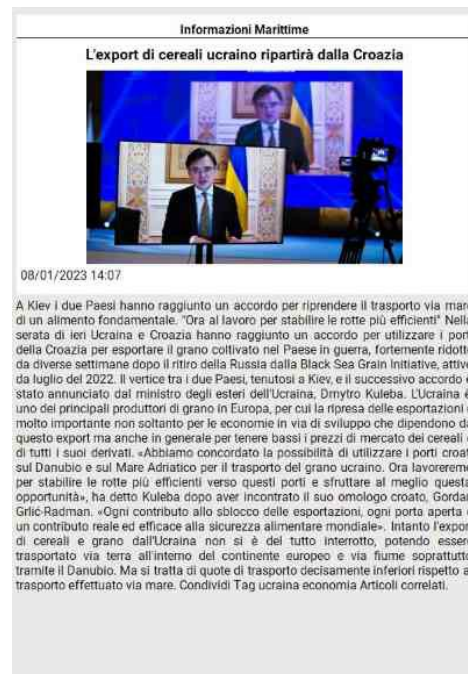 Informazioni Marittime
L'export di cereali ucraino ripartirà dalla Croazia
08/01/2023 14:07
A Kiev i due Paesi hanno raggiunto un accordo per riprendere il trasporto via mare
di un alimento fondamentale. "Ora al lavoro per stabilire le rotte più efficienti" Nella
serata di ieri Ucraina e Croazia hanno raggiunto un accordo per utilizzare i porti
della Croazia per esportare il grano coltivato nel Paese in guerra, fortemente ridotto
da diverse settimane dopo il ritiro della Russia dalla Black Sea Grain Initiative, attive
da luglio del 2022. Il vertice tra i due Paesi, tenutosi a Kiev, e il successivo accordo
stato annunciato dal ministro degli esteri dell'Ucraina, Dmytro Kuleba. L'Ucraina è
uno dei principali produttori di grano in Europa, per cui la ripresa delle esportazioni
molto importante non soltanto per le economie in via di sviluppo che dipendono da
questo export ma anche in generale per tenere bassi i prezzi di mercato dei cereali
di tutti i suoi derivati. «Abbiamo concordato la possibilità di utilizzare i porti croat
sul Danubio e sul Mare Adriatico per il trasporto del grano ucraino. Ora lavoreremo
per stabilire le rotte più efficienti verso questi porti e sfruttare al meglio questa
opportunità», ha detto Kuleba dopo aver incontrato il suo omologo croato, Gordan
Grlić-Radman. «Ogni contributo allo sblocco delle esportazioni, ogni porta aperta
un contributo reale ed efficace alla sicurezza alimentare mondiale». Intanto l'expor
di cereali e grano dall'Ucraina non si è del tutto interrotto, potendo essere
trasportato via terra all'interno del continente europeo e via fiume soprattutto
tramite il Danubio. Ma si tratta di quote di trasporto decisamente inferiori rispetto a
trasporto effettuato via mare. Condividi Tag ucraina economia Articoli correlati.